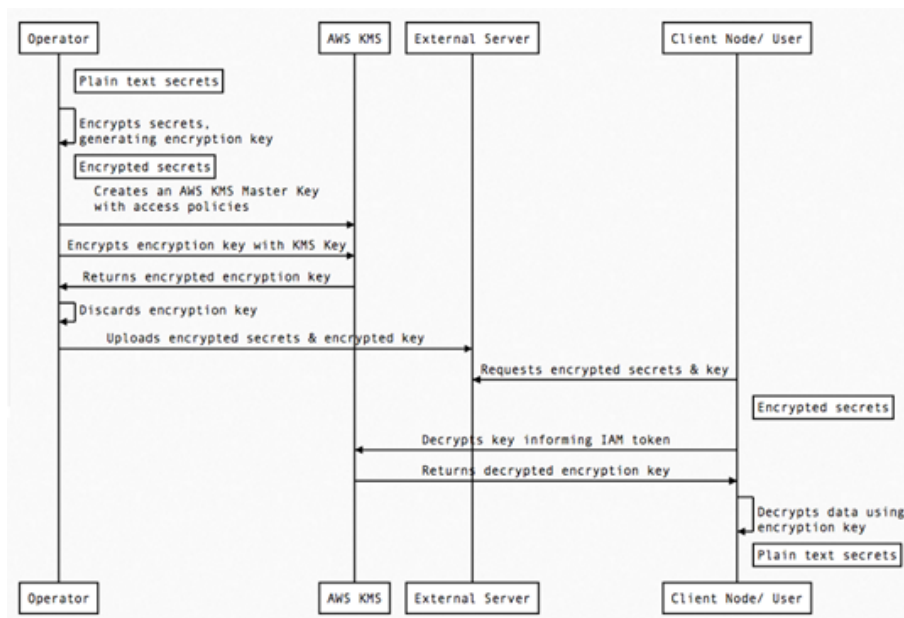 Operator
AWS KMS
External Server
Client Node/ User
Plain text secrets
Encrypts secrets,
generating encryption key
Encrypted secrets
Creates an AWS KMS Master Key
with access policies
Encrypts encryption key with KMS Key
Returns encrypted encryption key
Discards encryption key
Uploads encrypted secrets & encrypted key
Requests encrypted secrets & key
Encrypted secrets
Decrypts key informing IAM token
Returns decrypted encryption key
Decrypts data using
encryption key
Plain text secrets
Operator
AWS KMS
External Server
Client Node/ User